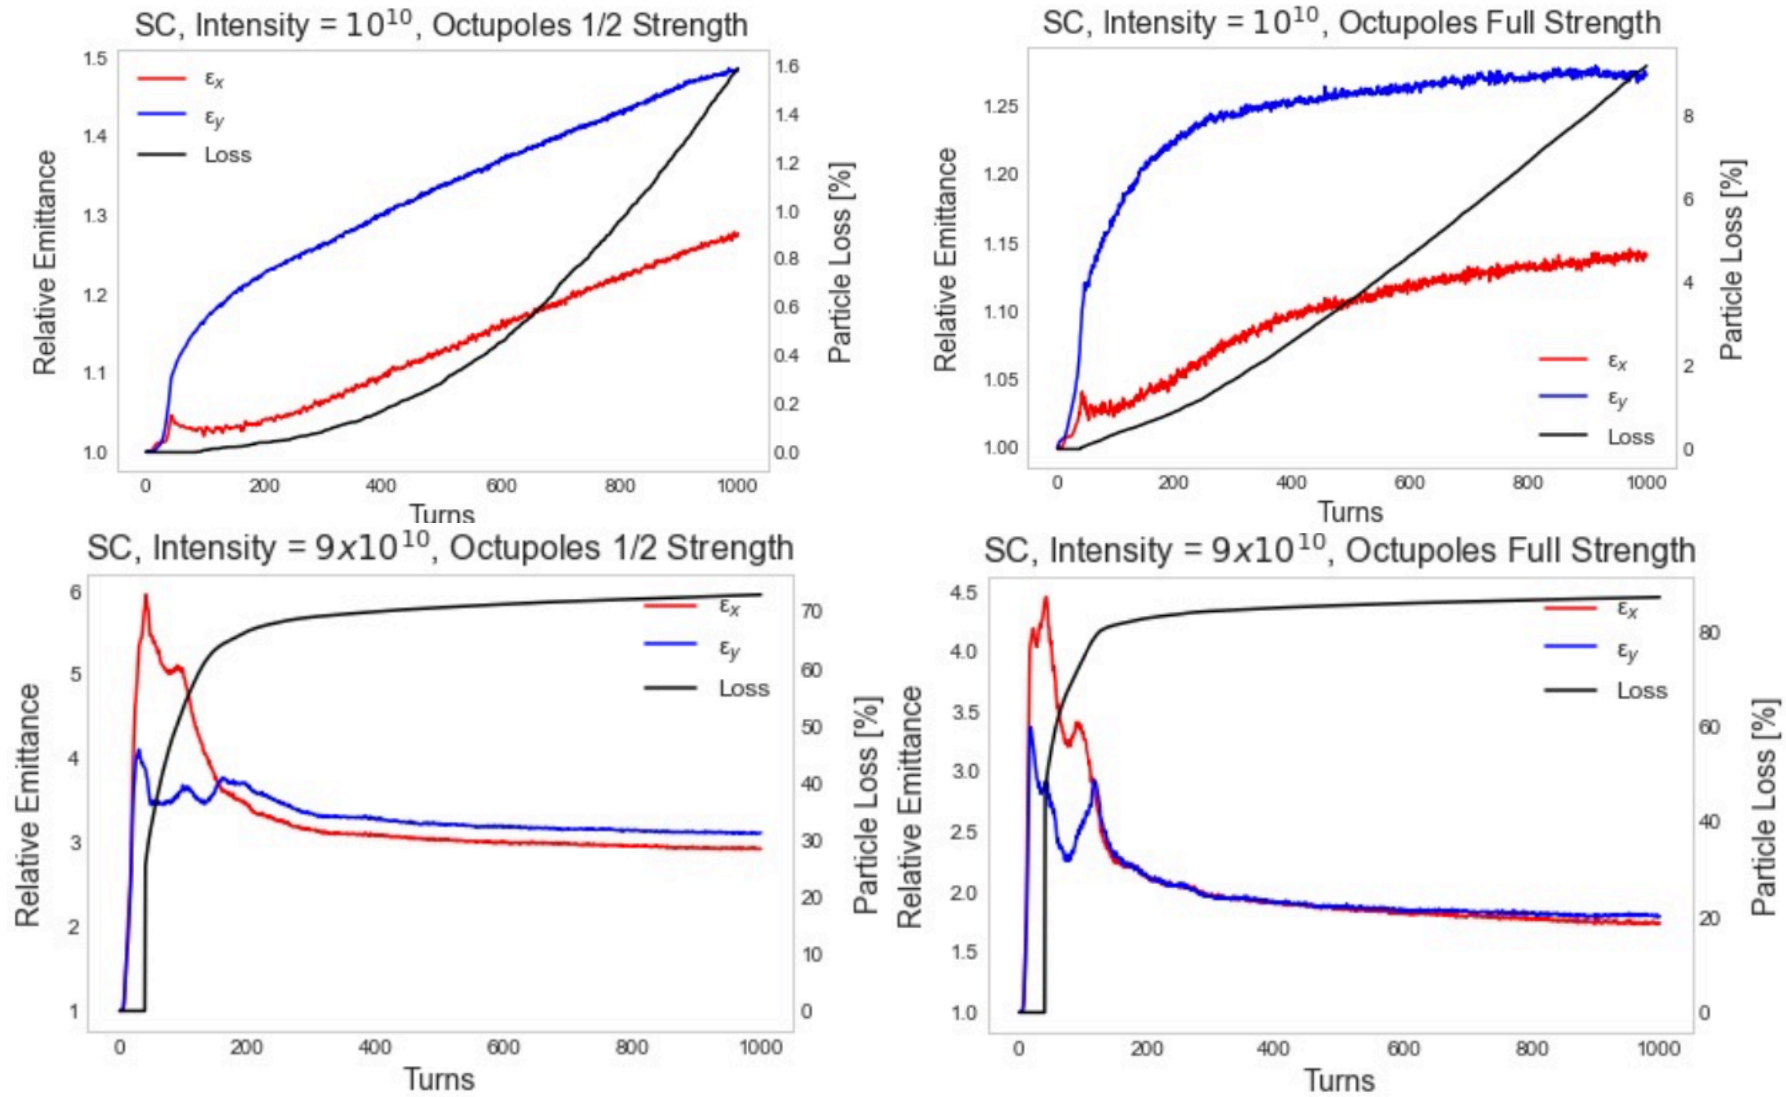 SC, Intensity = 10¹⁰, Octupoles 1/2 Strength
1.5
1.4
1.3
1.2
1.1
1.0
Relative Emittance
εx
εy
Loss
1.6
1.4
1.2
1.0
0.8
0.6
0.4
0.2
0.0
Particle Loss [%]
0 200 400 600 800 1000
Turns
SC, Intensity = 10¹⁰, Octupoles Full Strength
1.25
1.20
1.15
1.10
1.05
1.00
Relative Emittance
εx
εy
Loss
8
6
4
2
0
Particle Loss [%]
0 200 400 600 800 1000
Turns
SC, Intensity = 9x10¹⁰, Octupoles 1/2 Strength
6
5
4
3
2
1
Relative Emittance
εx
εy
Loss
70
60
50
40
30
20
10
0
Particle Loss [%]
0 200 400 600 800 1000
Turns
SC, Intensity = 9x10¹⁰, Octupoles Full Strength
4.5
4.0
3.5
3.0
2.5
2.0
1.5
1.0
Relative Emittance
εx
εy
Loss
80
60
40
20
0
Particle Loss [%]
0 200 400 600 800 1000
Turns